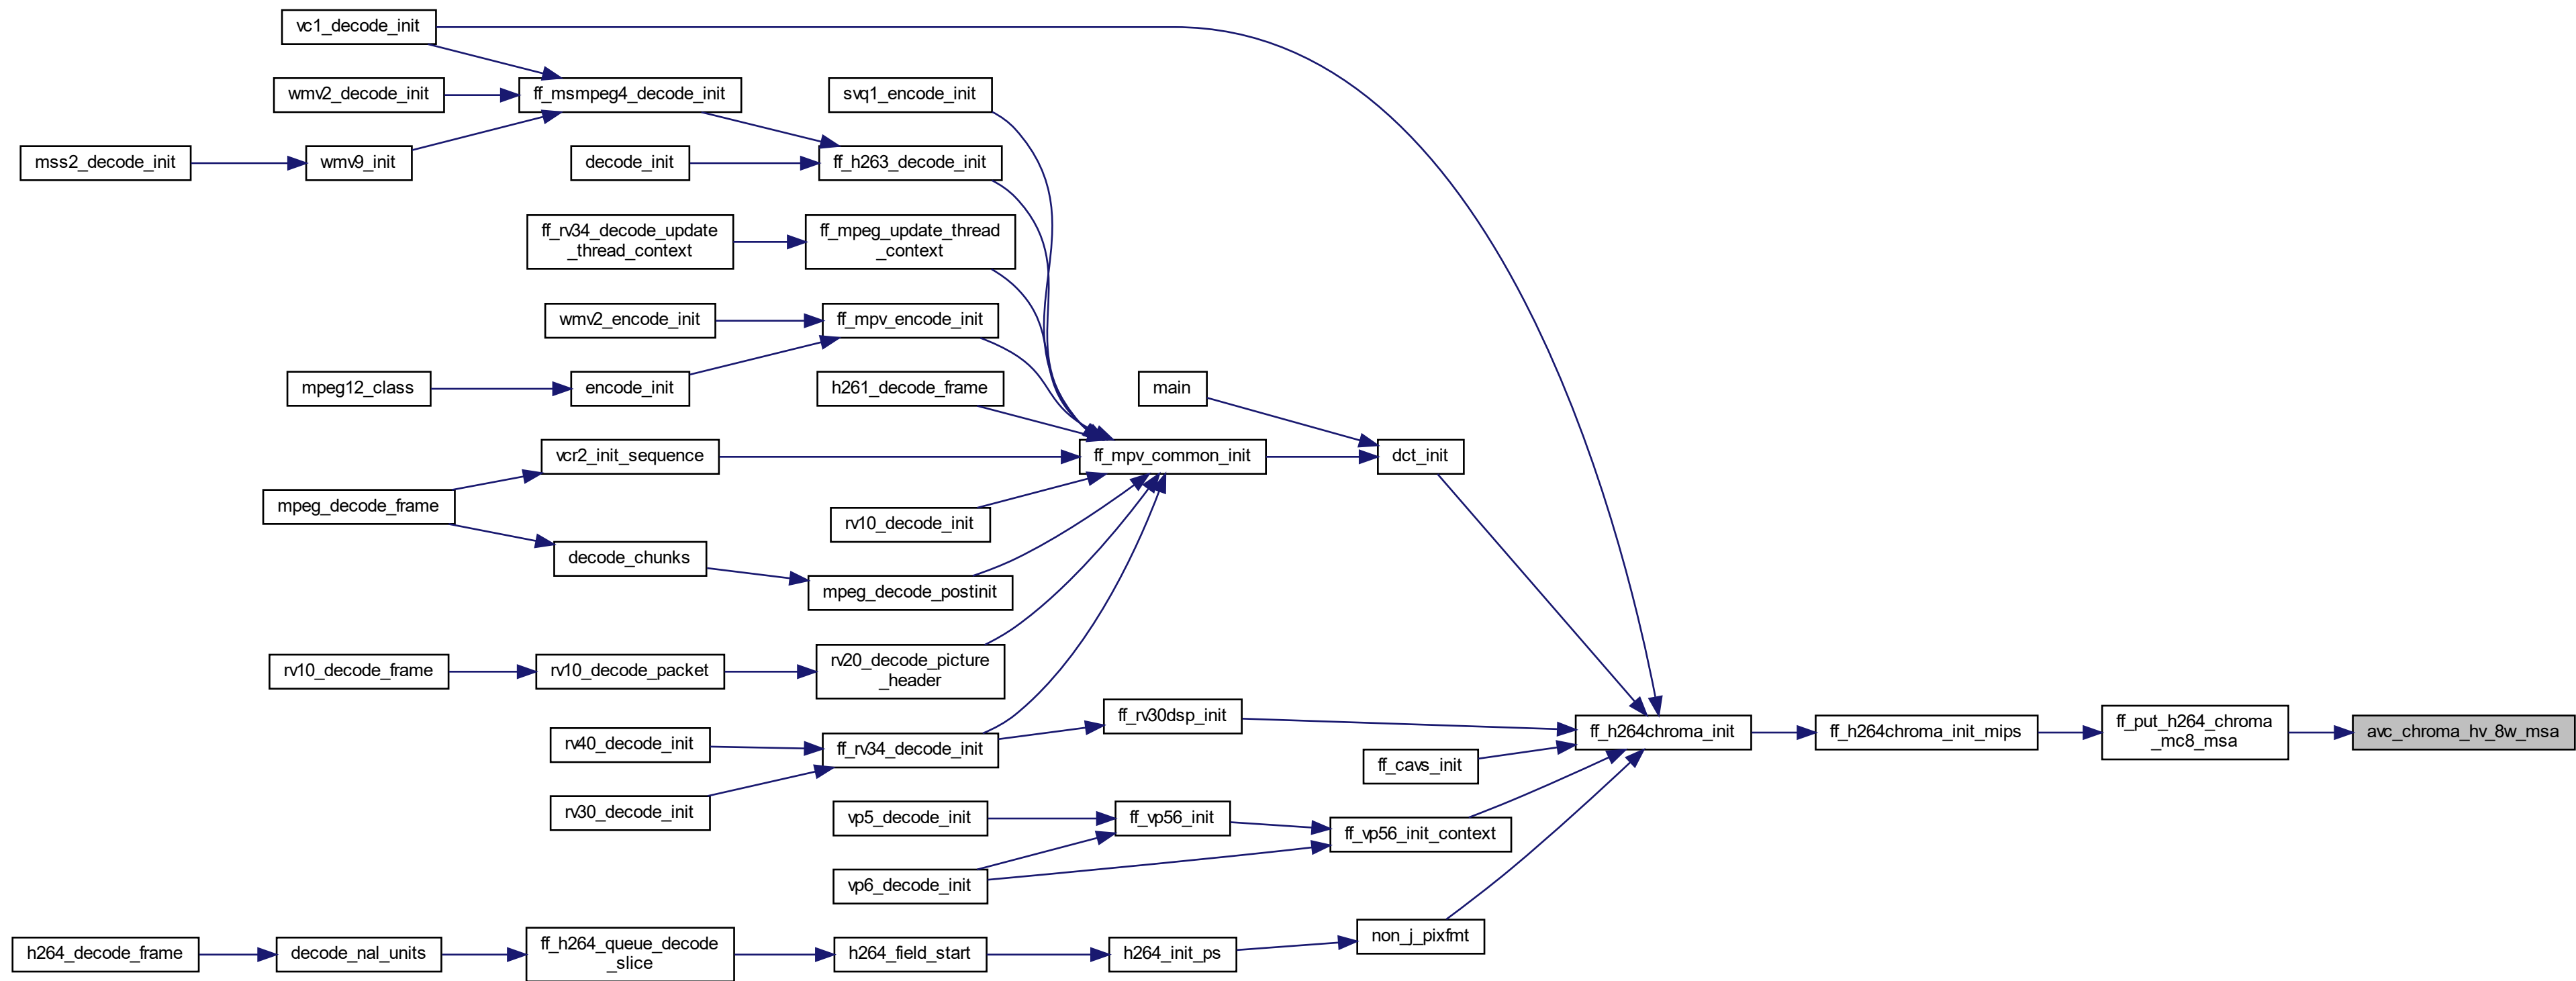 vc1_decode_init
wmv2_decode_init
ff_msmpeg4_decode_init
svq1_encode_init
mss2_decode_init
wmv9_init
decode_init
ff_h263_decode_init
ff_rv34_decode_update
_thread_context
ff_mpeg_update_thread
_context
wmv2_encode_init
ff_mpv_encode_init
mpeg12_class
encode_init
h261_decode_frame
main
vcr2_init_sequence
ff_mpv_common_init
dct_init
mpeg_decode_frame
rv10_decode_init
decode_chunks
mpeg_decode_postinit
rv10_decode_frame
rv10_decode_packet
rv20_decode_picture
_header
ff_rv30dsp_init
rv40_decode_init
ff_rv34_decode_init
ff_h264chroma_init
ff_h264chroma_init_mips
ff_put_h264_chroma
_mc8_msa
avc_chroma_hv_8w_msa
ff_cavs_init
rv30_decode_init
vp5_decode_init
ff_vp56_init
ff_vp56_init_context
vp6_decode_init
non_j_pixfmt
h264_decode_frame
decode_nal_units
ff_h264_queue_decode
_slice
h264_field_start
h264_init_ps